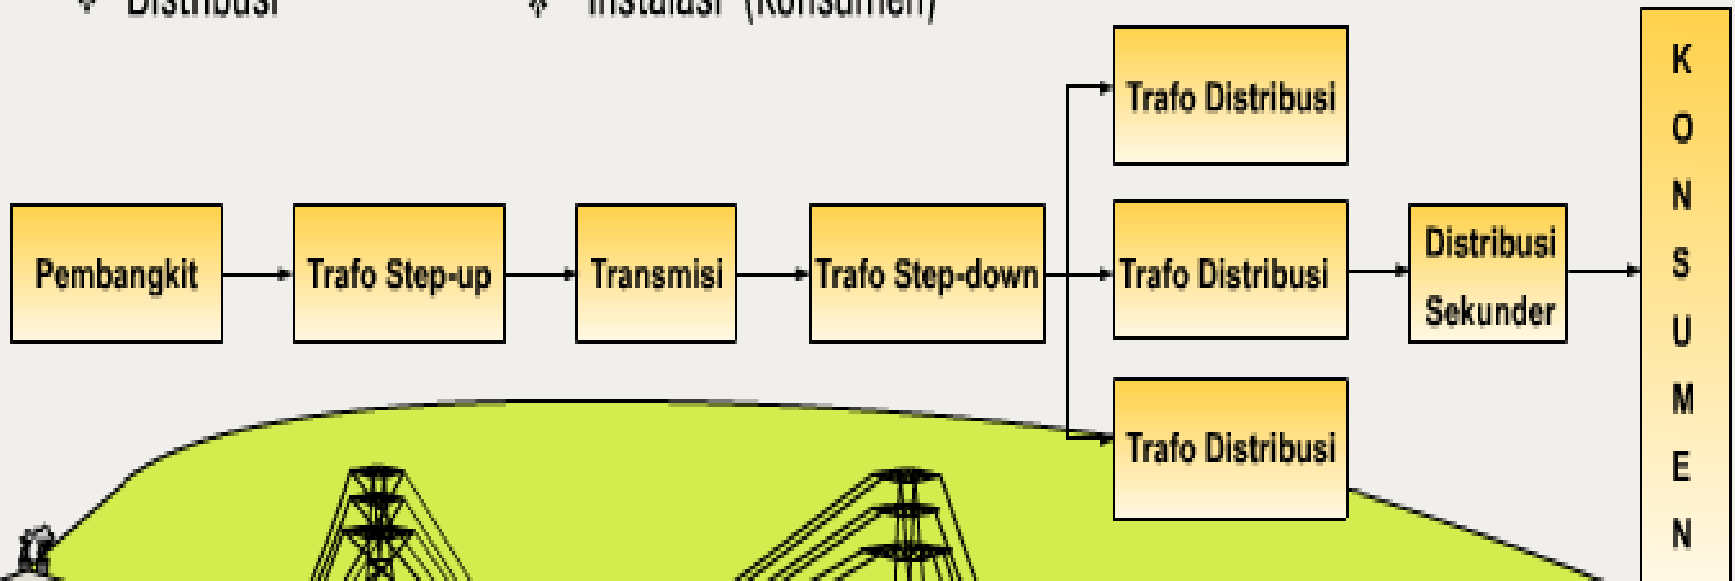 Distribusi
Instalasi (Konsumen)
Trafo Distribusi
Pembangkit
Trafo Step-up
Transmisi
Trafo Step-down
Trafo Distribusi
Distribusi
Sekunder
Trafo Distribusi
K
O
N
S
U
M
E
N